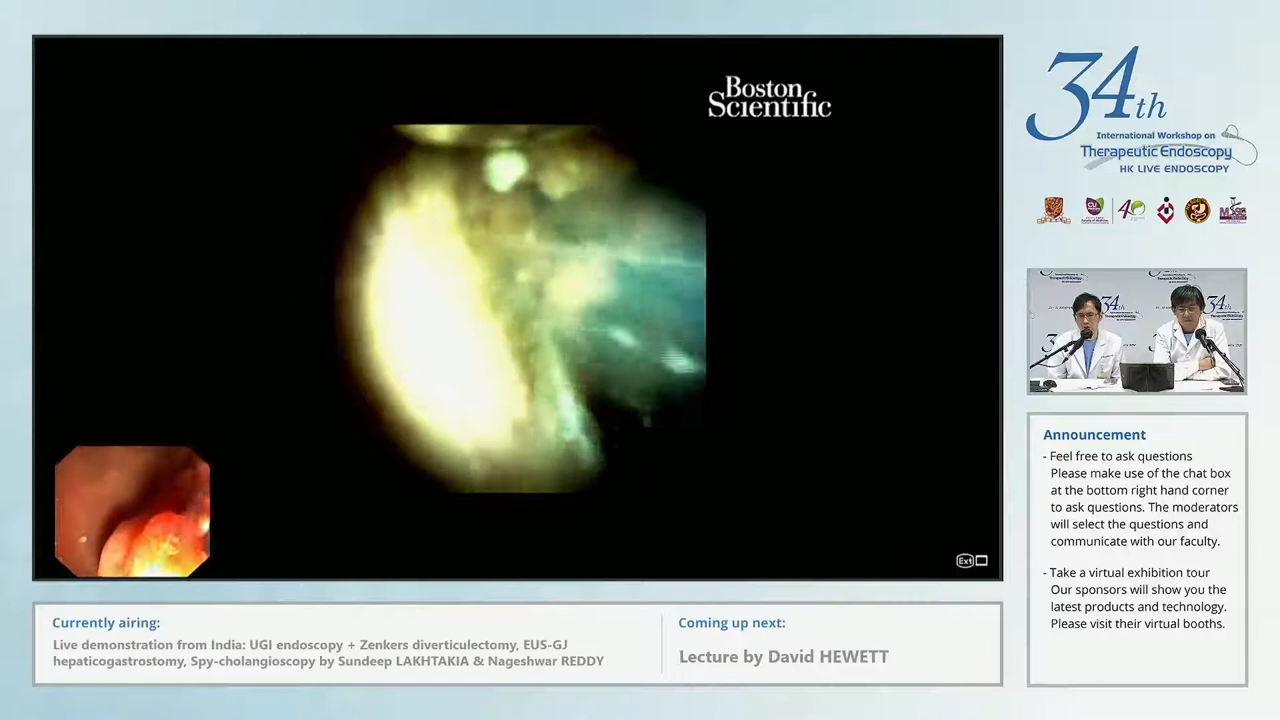 Boston
Scientific
34th
International Workshop on
Therapeutic Endoscopy
HK LIVE ENDOSCOPY
34th
34th
Ext
Announcement
- Feel free to ask questions
Please make use of the chat box
at the bottom right hand corner
to ask questions. The moderators
will select the questions and
communicate with our faculty.
- Take a virtual exhibition tour
Our sponsors will show you the
latest products and technology.
Please visit their virtual booths.
Currently airing:
Live demonstration from India: UGI endoscopy + Zenkers diverticulectomy, EUS-GJ
hepaticogastrostomy, Spy-cholangioscopy by Sundeep LAKHTAKIA & Nageshwar REDDY
Coming up next:
Lecture by David HEWETT